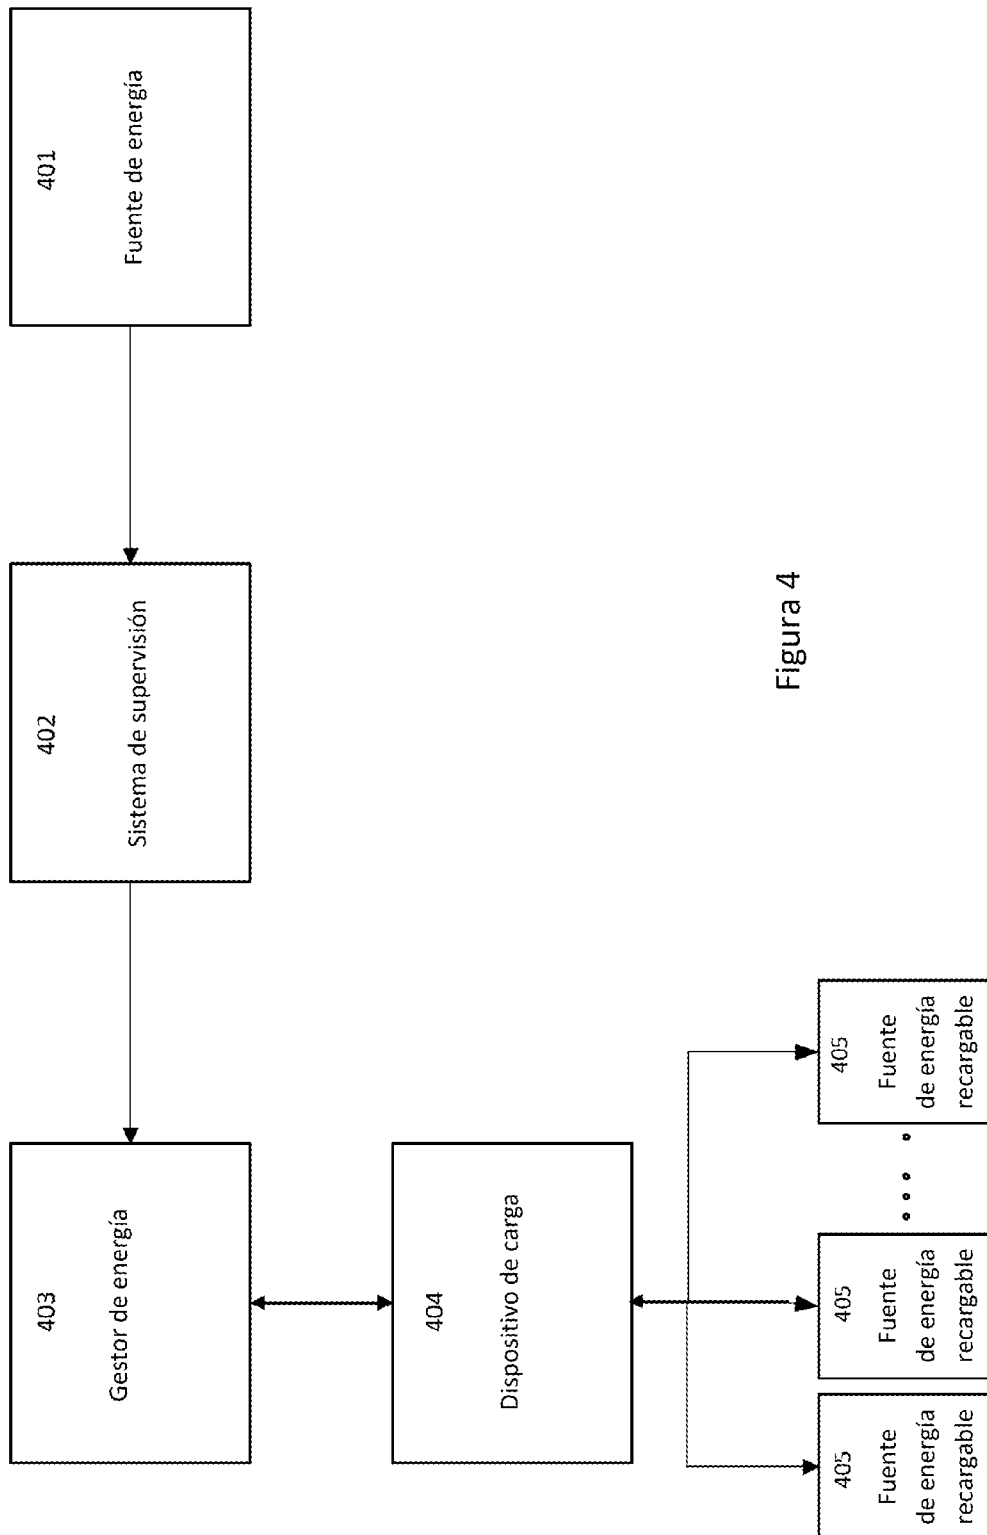 403
Gestor de energía
402
Sistema de supervisión
401
Fuente de energía
404
Dispositivo de carga
405
Fuente
de energía
recargable
405
Fuente
de energía
recargable
405
Fuente
de energía
recargable
Figura 4